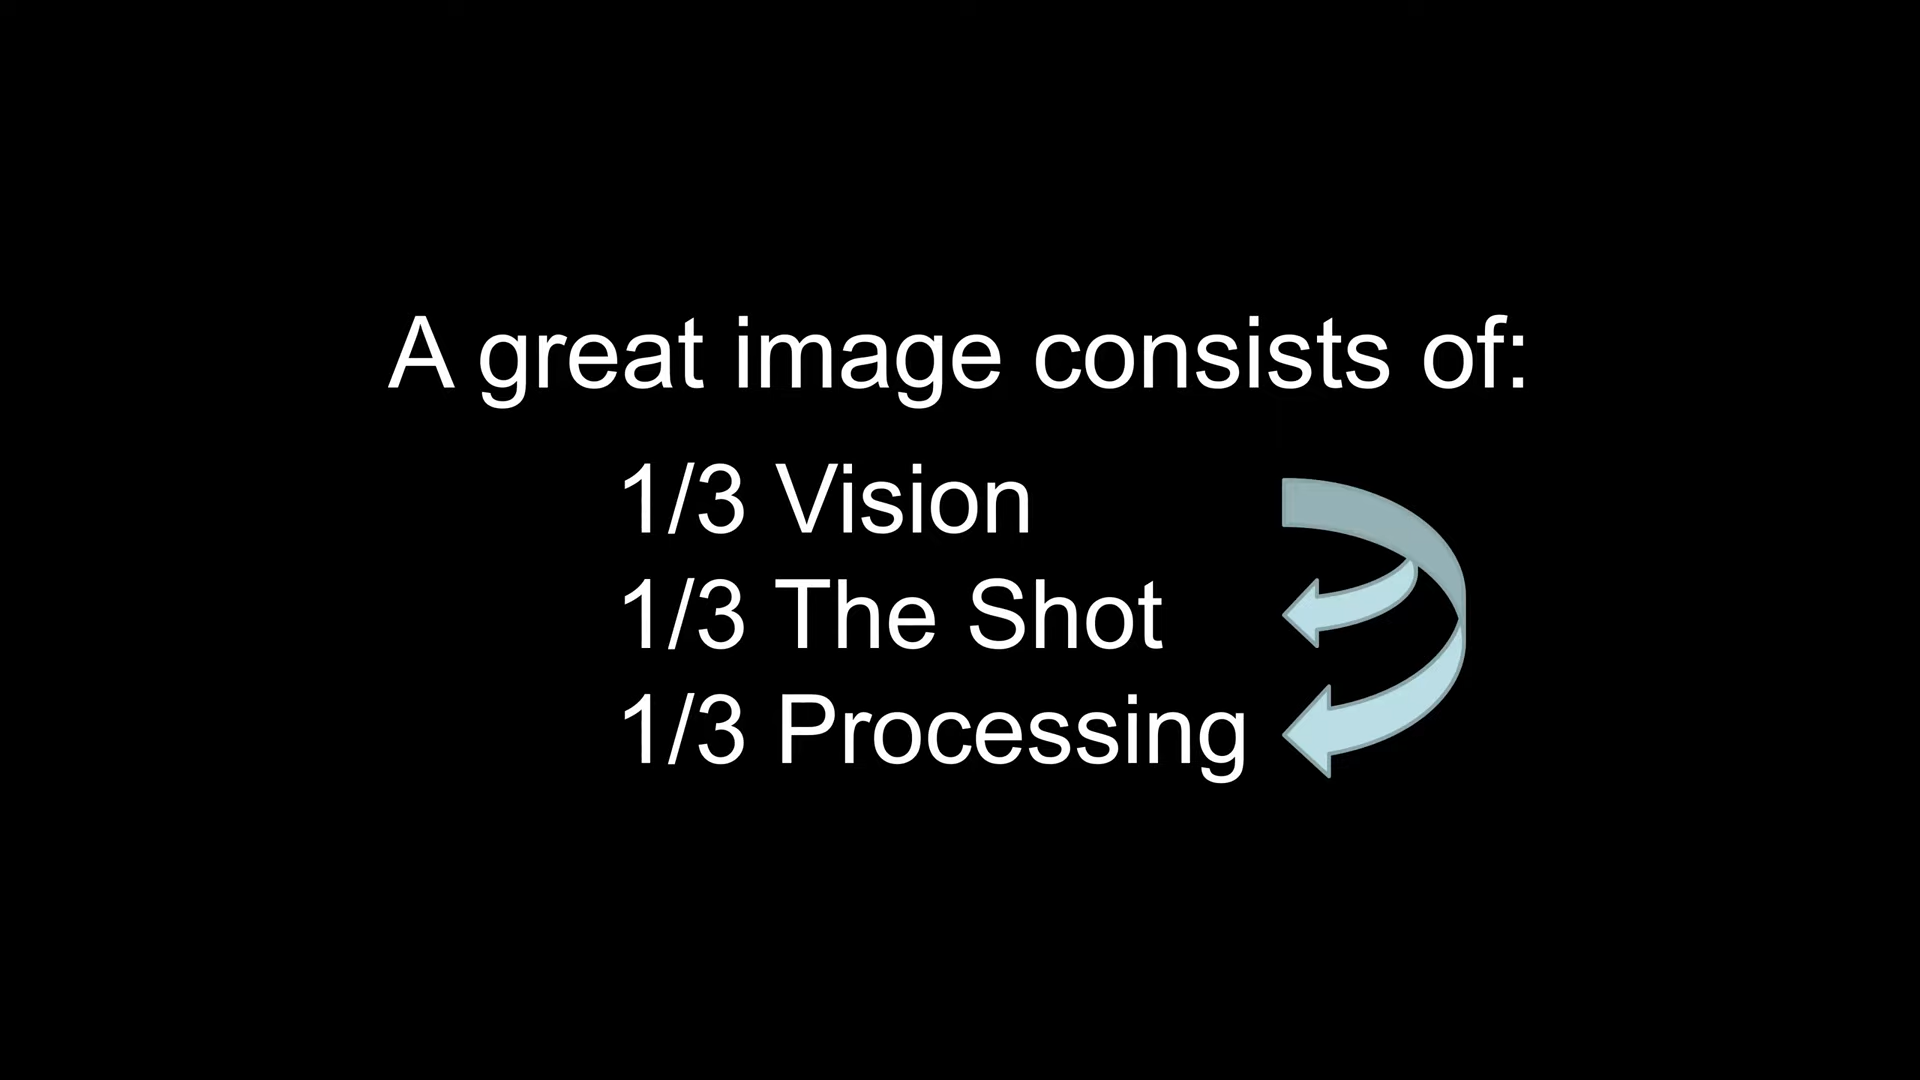 A great image consists of:
1/3 Vision
1/3 The Shot
1/3 Processing